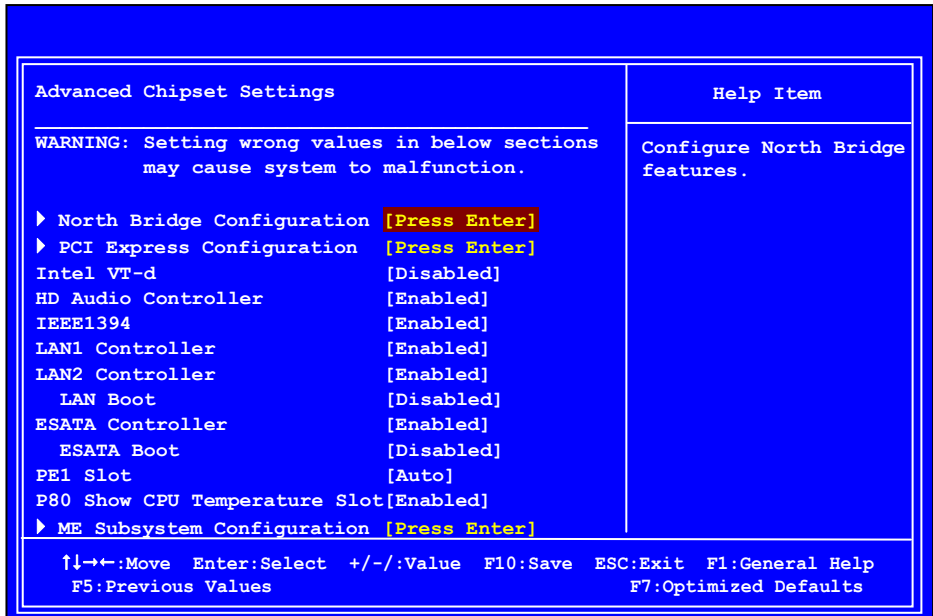 Advanced Chipset Settings
Help Item
WARNING: Setting wrong values in below sections
may cause system to malfunction.
Configure North Bridge
features.
North Bridge Configuration [Press Enter]
PCI Express Configuration [Press Enter]
Intel VT-d [Disabled]
HD Audio Controller [Enabled]
IEEE1394 [Enabled]
LAN1 Controller [Enabled]
LAN2 Controller [Enabled]
LAN Boot [Disabled]
ESATA Controller [Enabled]
ESATA Boot [Disabled]
PE1 Slot [Auto]
P80 Show CPU Temperature Slot[Enabled]
ME Subsystem Configuration [Press Enter]
↑↓→←:Move Enter:Select +/-/:Value F10:Save ESC:Exit F1:General Help
F5:Previous Values F7:Optimized Defaults